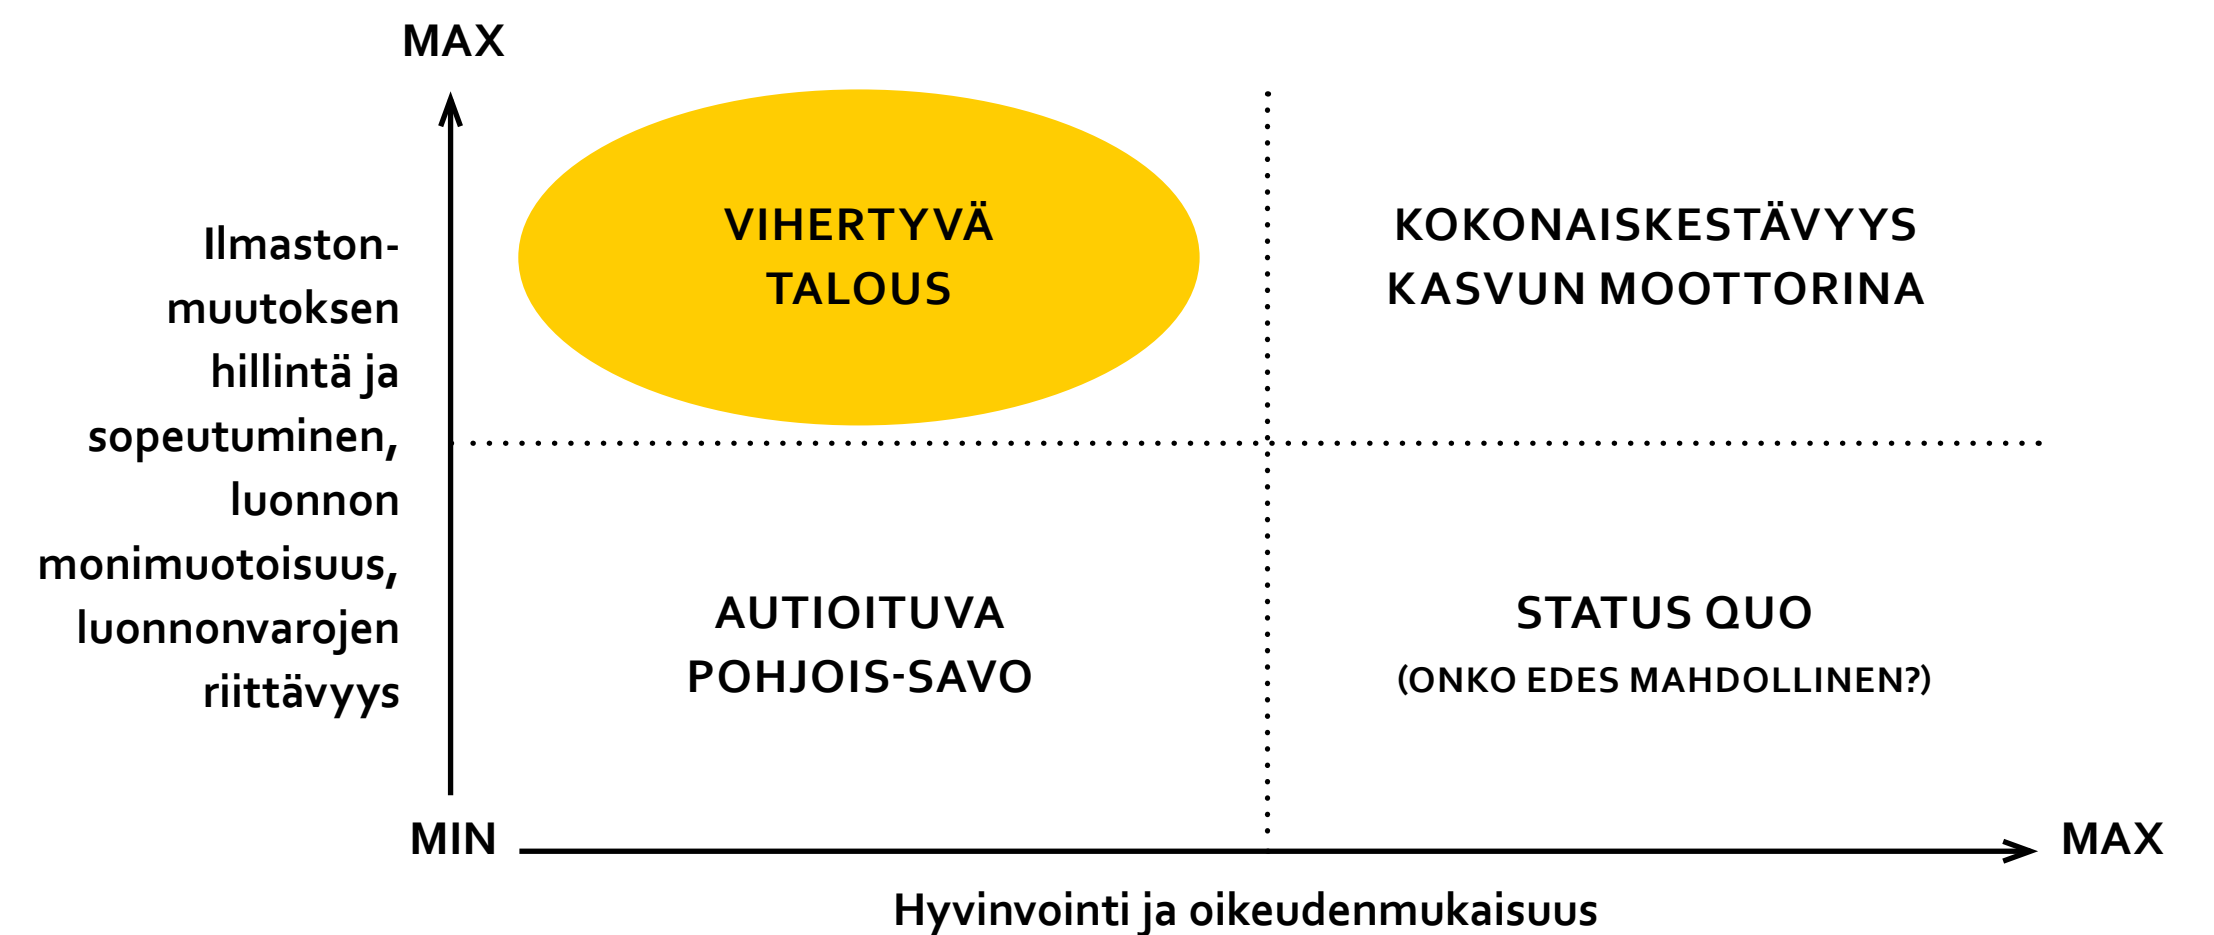 MAX
Ilmaston-
muutoksen
hillintä ja
sopeutuminen,
luonnon
monimuotoisuus,
luonnonvarojen
riittävyys
VIHERTYVÄ
TALOUS
KOKONAISKESTÄVYYS
KASVUN MOOTTORINA
AUTIOITUVA
POHJOIS-SAVO
STATUS QUO
(ONKO EDES MAHDOLLINEN?)
MIN
MAX
Hyvinvointi ja oikeudenmukaisuus